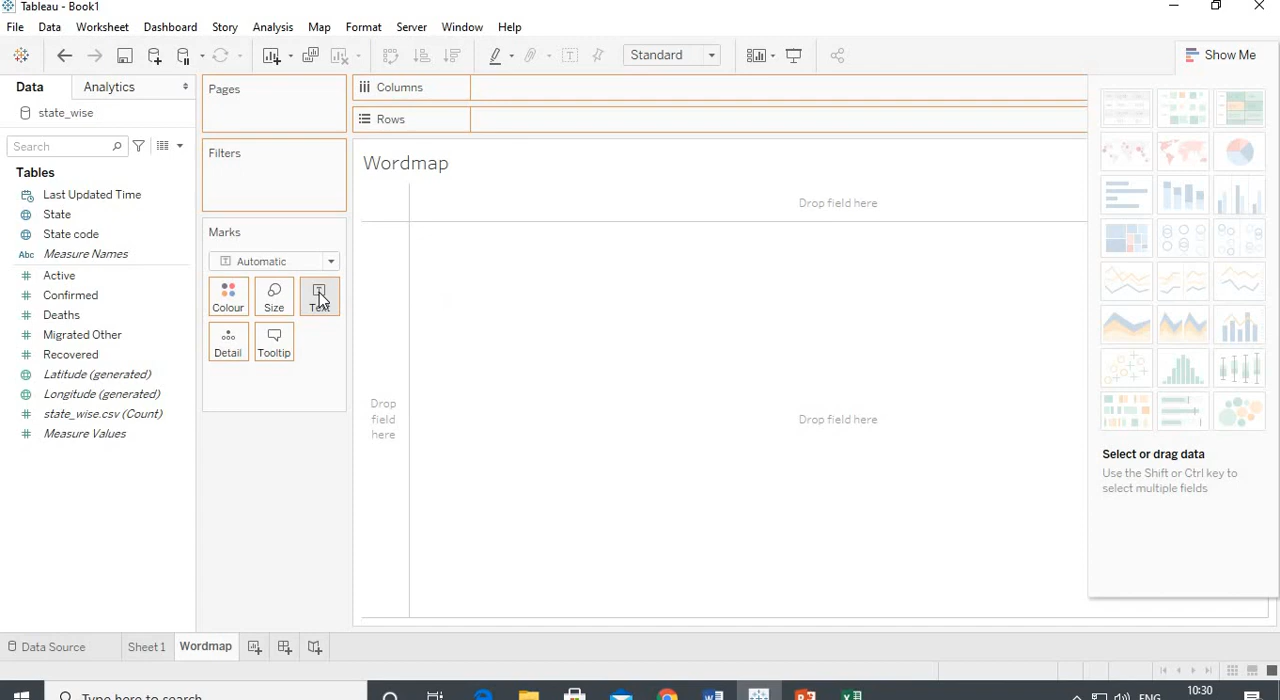 Tableau - Book1
File Data Worksheet Dashboard Story Analysis Map Format Server Window Help
Standard
Show Me
Data Analytics
state_wise
Search
Tables
Last Updated Time
State
State code
Abc Measure Names
Active
Confirmed
Deaths
Migrated Other
Recovered
Latitude (generated)
Longitude (generated)
state_wise.csv (Count)
Measure Values
Pages
Filters
Marks
Automatic
Colour Size Text
Detail Tooltip
Columns
Rows
Wordmap
Drop field here
Drop
field
here
Drop field here
Select or drag data
Use the Shift or Ctrl key to
select multiple fields
Data Source Sheet 1 Wordmap
Type here to search
ENG
10:30